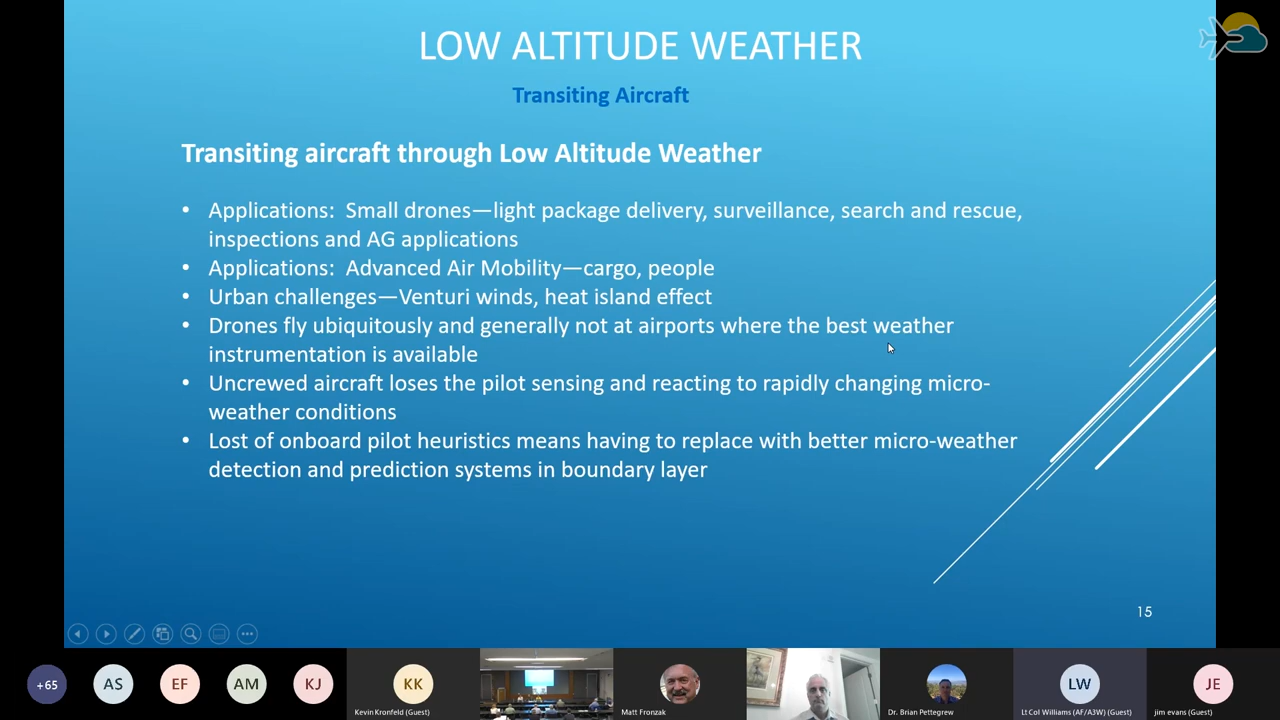 LOW ALTITUDE WEATHER
Transiting Aircraft
Transiting aircraft through Low Altitude Weather
• Applications:  Small drones—light package delivery, surveillance, search and rescue,
inspections and AG applications
• Applications:  Advanced Air Mobility—cargo, people
• Urban challenges—Venturi winds, heat island effect
• Drones fly ubiquitously and generally not at airports where the best weather
instrumentation is available
• Uncrewed aircraft loses the pilot sensing and reacting to rapidly changing micro-
weather conditions
• Lost of onboard pilot heuristics means having to replace with better micro-weather
detection and prediction systems in boundary layer
15
+65
AS
EF
AM
KJ
KK
Kevin Kronfeld (Guest)
Matt Fronzak
Dr. Brian Pettegrew
LW
Lt Col Williams (AF/A3W) (Guest)
JE
jim evans (Guest)